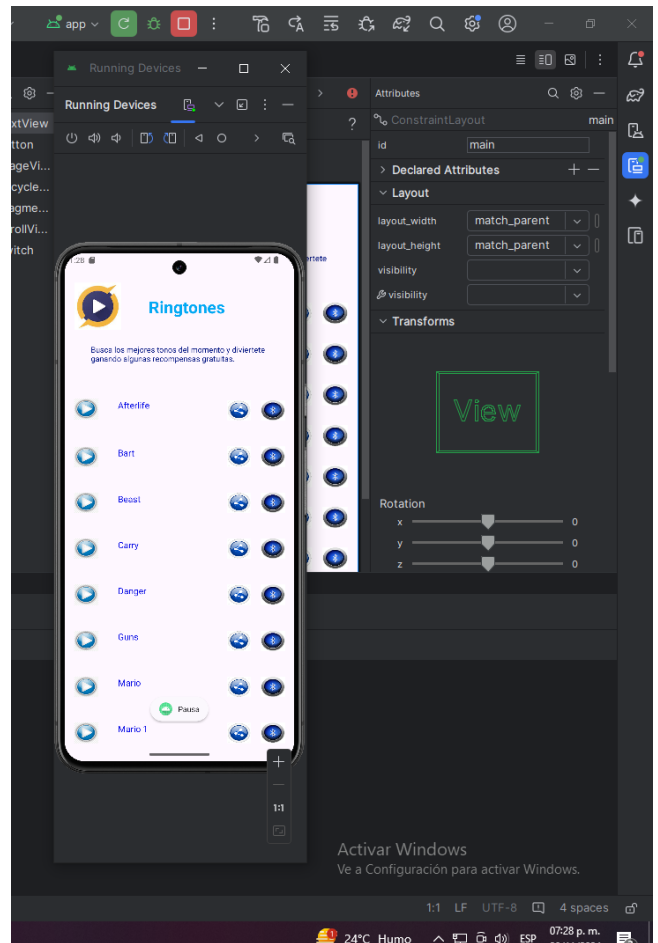 app
Running Devices
Running Devices
Attributes
ConstraintLayout
main
id
main
Declared Attributes
Layout
layout_width
match_parent
layout_height
match_parent
visibility
visibility
Transforms
View
Rotation
x
0
y
0
z
0
xtView
tton
ageVi...
cycle...
agme...
rollVi...
vitch
1:28
Ringtones
Busca los mejores tonos del momento y diviertete
ganando algunas recompensas gratuitas.
Afterlife
Bart
Beast
Carry
Danger
Guns
Mario
Pausa
Mario 1
1:1
Activar Windows
Ve a Configuración para activar Windows.
1:1 LF UTF-8 4 spaces
24°C Humo
ESP
07:28 p. m.